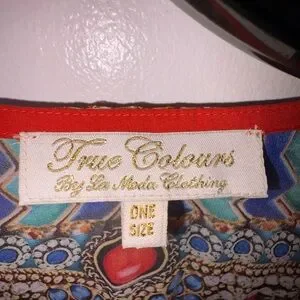 True Colours
By La Moda Clothing
ONE
SIZE